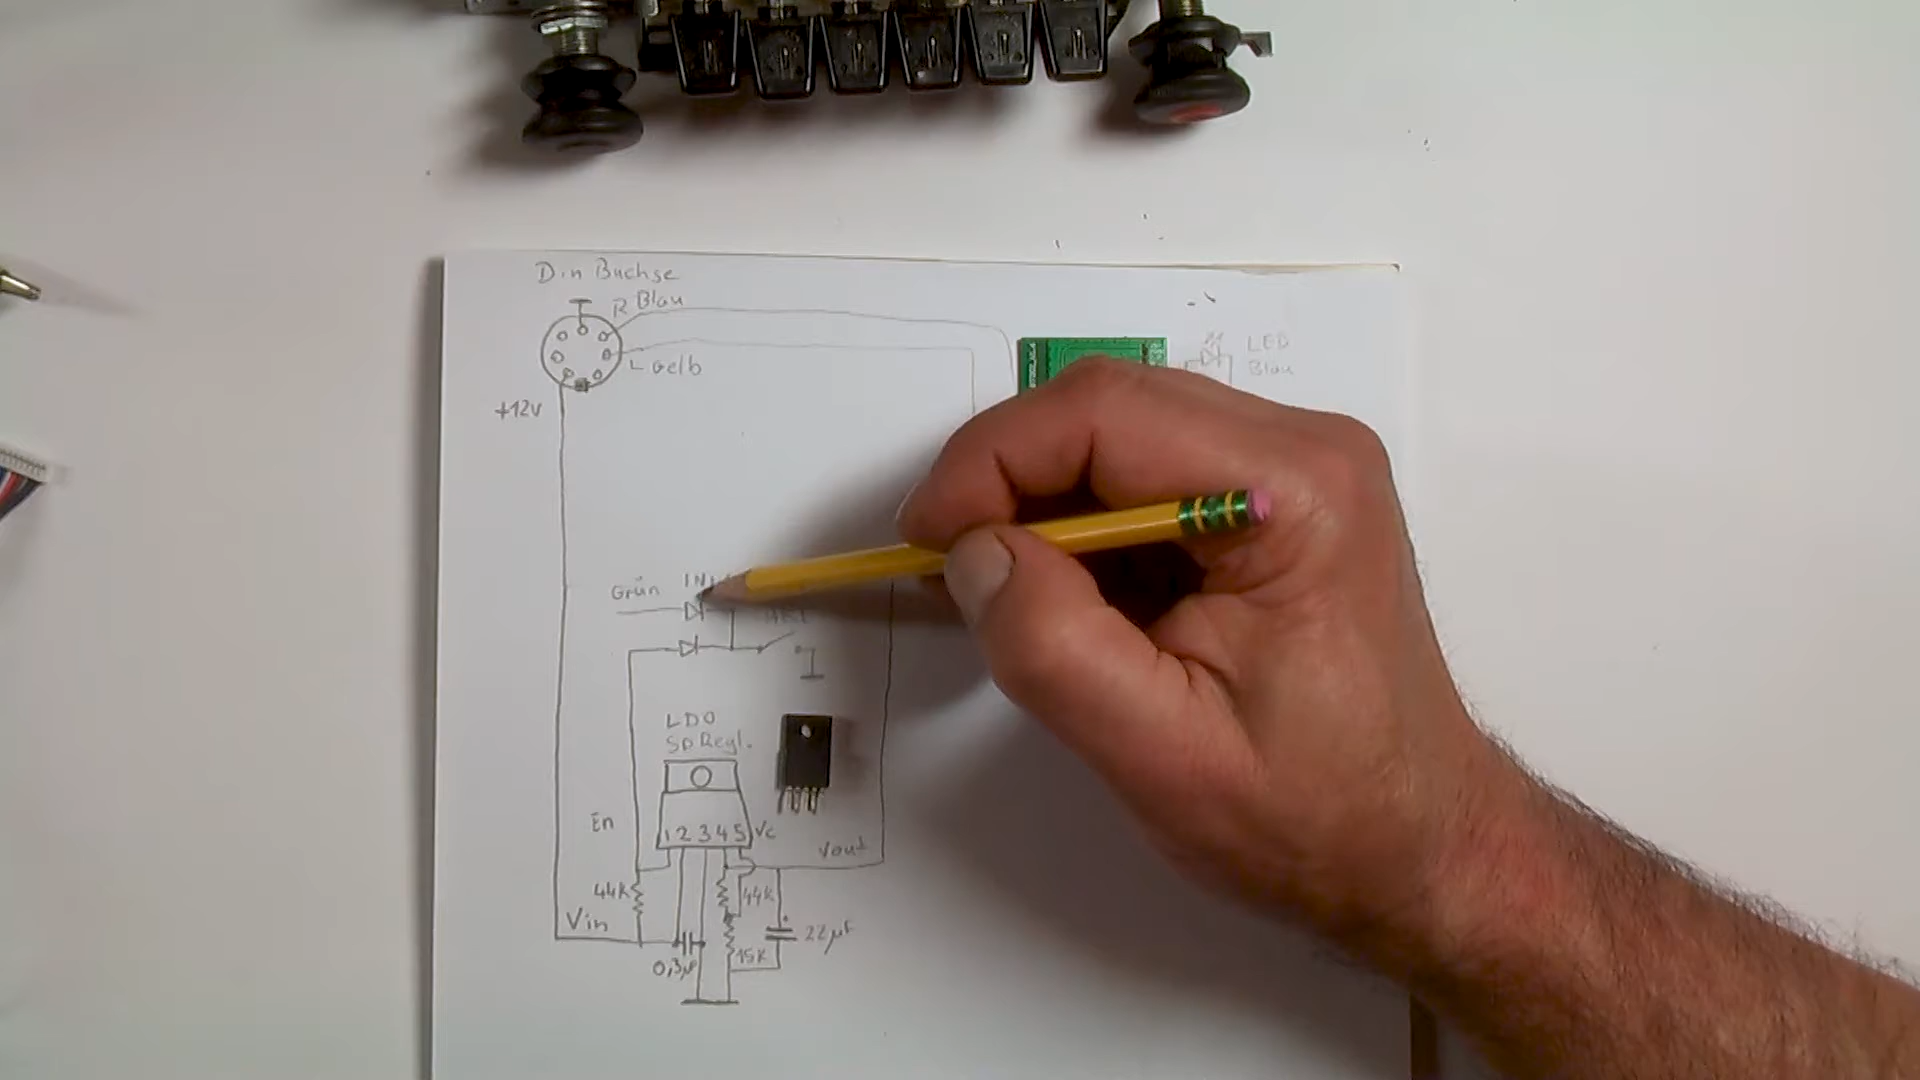 Din Buchse
R Blau
L Gelb
+12V
LED
Blau
Grün
LDO
SD Regl.
En
1 2 3 4 5 Vc
Vout
44K
44K
Vin
22µF
15K
0,3µF